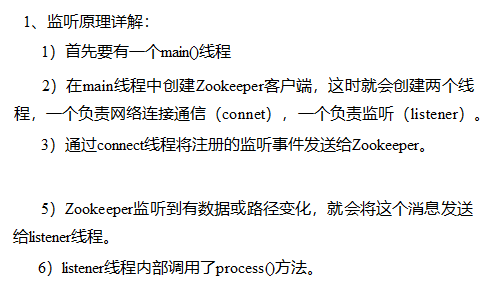 1、监听原理详解：
1）首先要有一个main()线程
2）在main线程中创建Zookeeper客户端，这时就会创建两个线
程，一个负责网络连接通信（connet），一个负责监听（listener）。
3）通过connect线程将注册的监听事件发送给Zookeeper。
5）Zookeeper监听到有数据或路径变化，就会将这个消息发送
给listener线程。
6）listener线程内部调用了process()方法。